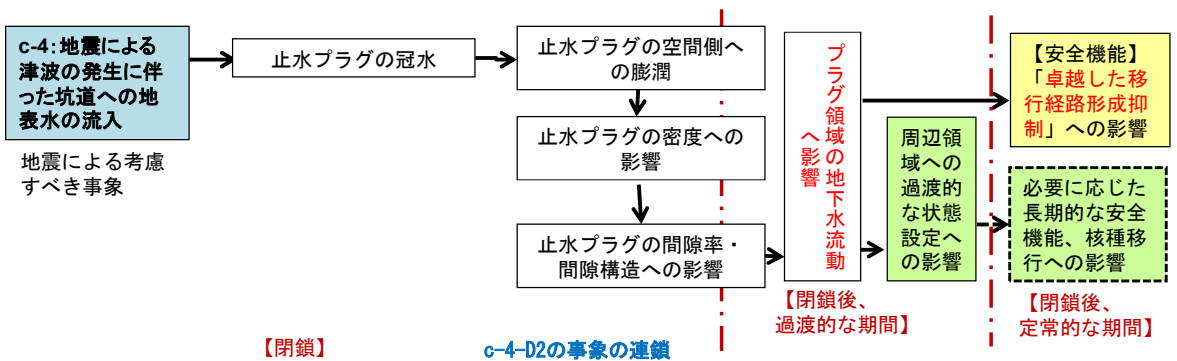 c-4:地震による
津波の発生に伴
った坑道への地
表水の流入
地震による考慮
すべき事象
止水プラグの冠水
止水プラグの空間側へ
の膨潤
止水プラグの密度への
影響
止水プラグの間隙率・
間隙構造への影響
プラグ領域の地下水流動
へ影響
周辺領
域への
過渡的
な状態
設定へ
の影響
【安全機能】
「卓越した移
行経路形成抑
制」への影響
必要に応じた
長期的な安全
機能、核種移
行への影響
【閉鎖】
c-4-D2の事象の連鎖
【閉鎖後、
過渡的な期間】
【閉鎖後、
定常的な期間】